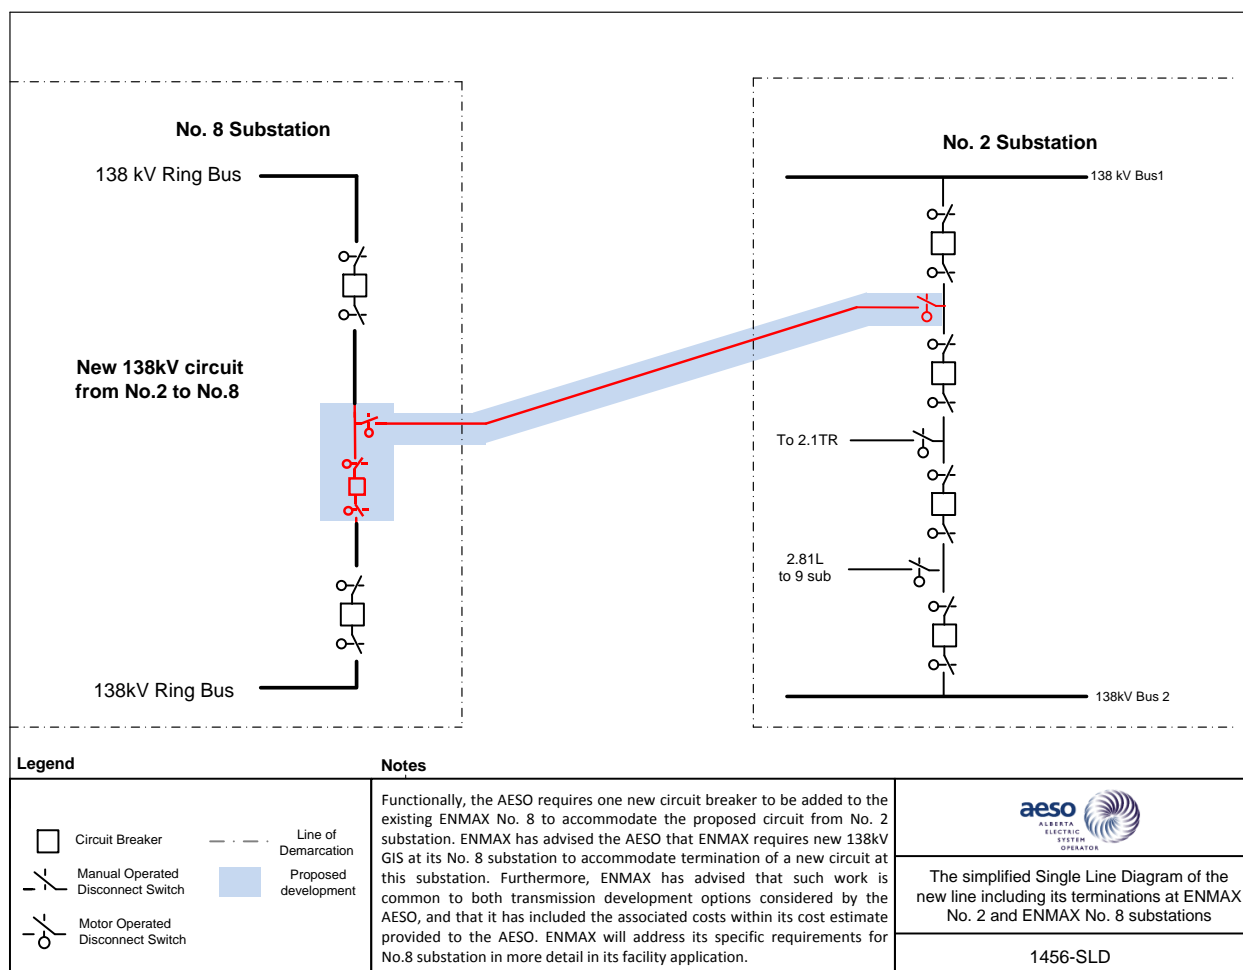 No. 8 Substation
138 kV Ring Bus
New 138kV circuit
from No.2 to No.8
138kV Ring Bus
No. 2 Substation
138 kV Bus1
To 2.1TR
2.81L
to 9 sub
138kV Bus 2
Legend
Circuit Breaker
Manual Operated
Disconnect Switch
Motor Operated
Disconnect Switch
Line of
Demarcation
Proposed
development
Notes
Functionally, the AESO requires one new circuit breaker to be added to the
existing ENMAX No. 8 to accommodate the proposed circuit from No. 2
substation. ENMAX has advised the AESO that ENMAX requires new 138kV
GIS at its No. 8 substation to accommodate termination of a new circuit at
this substation. Furthermore, ENMAX has advised that such work is
common to both transmission development options considered by the
AESO, and that it has included the associated costs within its cost estimate
provided to the AESO. ENMAX will address its specific requirements for
No.8 substation in more detail in its facility application.
aeso
ALBERTA
ELECTRIC
SYSTEM
OPERATOR
The simplified Single Line Diagram of the
new line including its terminations at ENMAX
No. 2 and ENMAX No. 8 substations
1456-SLD